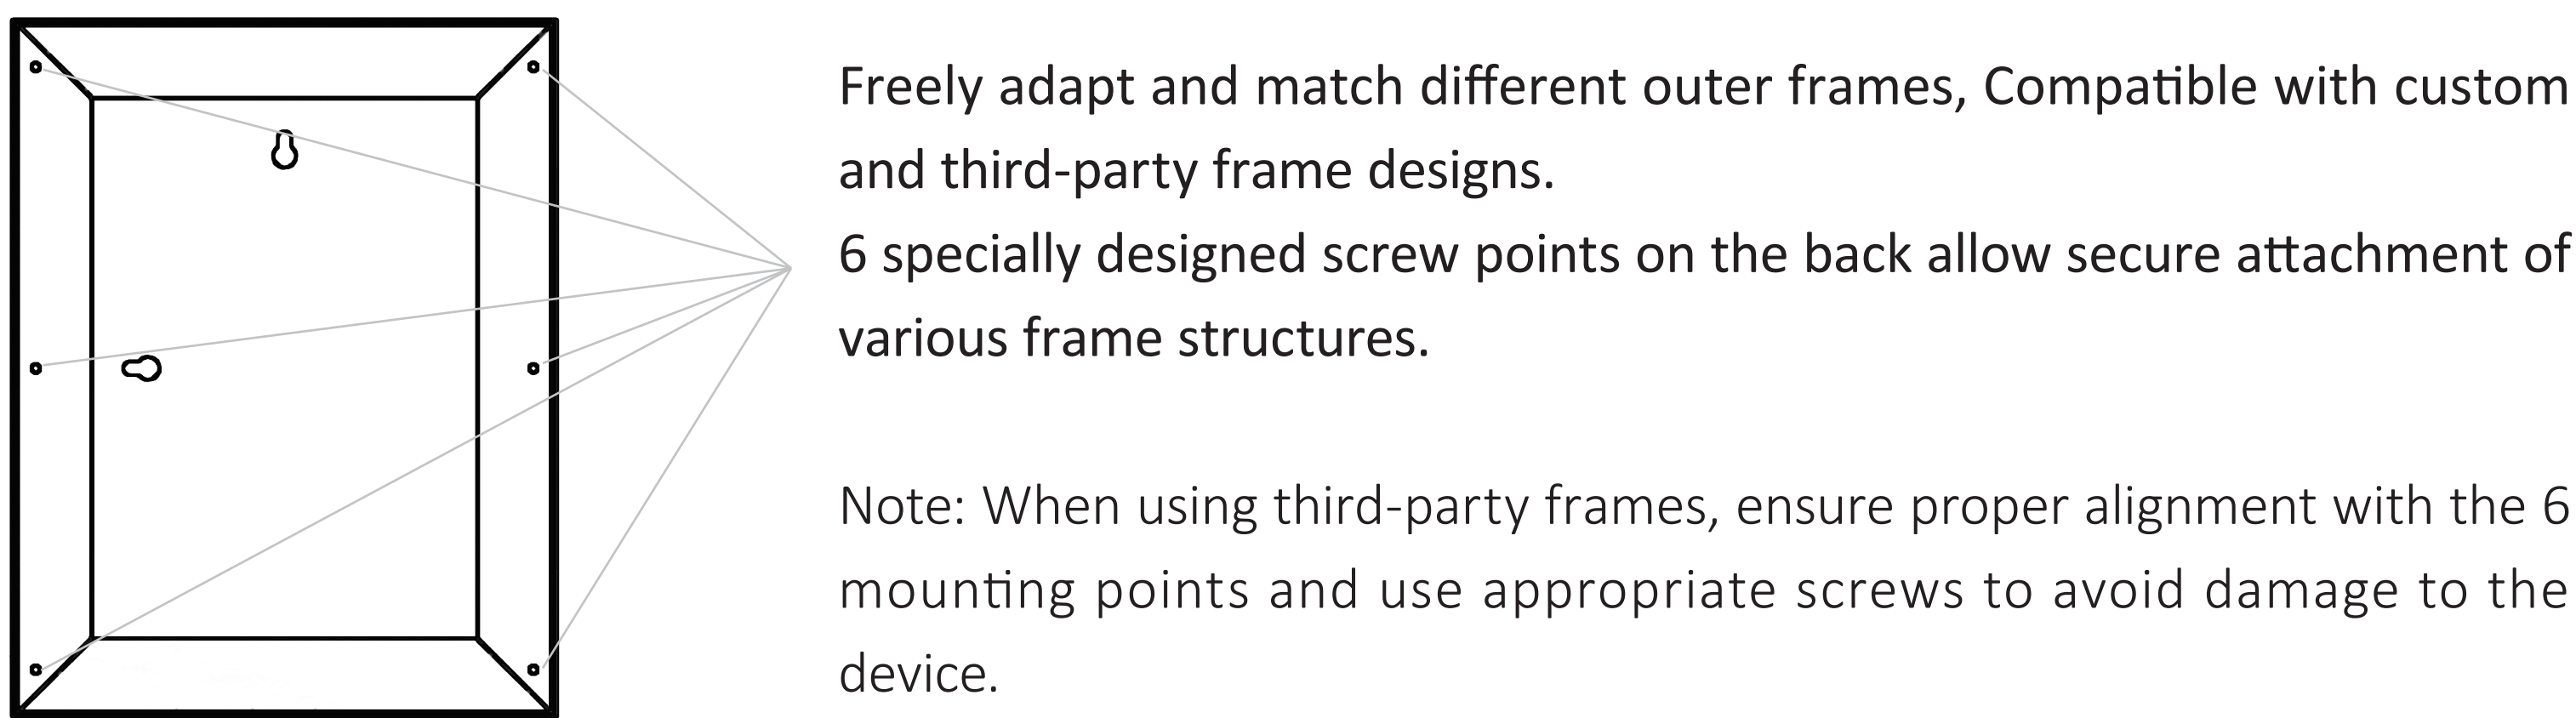 Freely adapt and match different outer frames, Compatible with custom
and third-party frame designs.
6 specially designed screw points on the back allow secure attachment of
various frame structures.
Note: When using third-party frames, ensure proper alignment with the 6
mounting points and use appropriate screws to avoid damage to the
device.